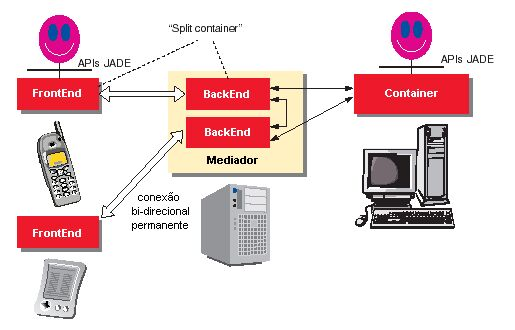 “Split container”
APIs JADE
APIs JADE
FrontEnd
BackEnd
Container
BackEnd
Mediador
conexão
bi-direcional
permanente
FrontEnd